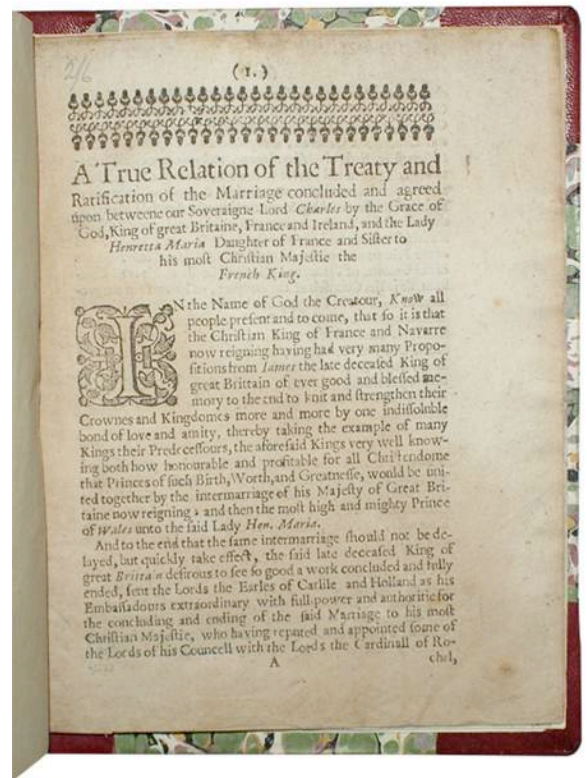 2/6
(1.)
A True Relation of the Treaty and
Ratification of the Marriage concluded and agreed
upon betweene our Soveraigne Lord Charles by the Grace of
God, King of great Britaine, France and Ireland, and the Lady
Henretta Maria Daughter of France and Sister to
his moſt Chriſtian Majeſtie the
French King.
IN the Name of God the Creatour, Know all
people preſent and to come, that ſo it is that
the Chriſtian King of France and Navarre
now reigning having had very many Propo-
ſitions from Iames the late deceaſed King of
great Brittain of ever good and bleſſed me-
mory to the end to knit and ſtrengthen their
Crownes and Kingdomes more and more by one indiſſoluble
bond of love and amity, thereby taking the example of many
Kings their Predeceſſours, the aforeſaid Kings very well know-
ing both how honourable and profitable for all Chriſtendome
that Princes of ſuch Birth, Worth, and Greatneſſe, would be uni-
ted together by the intermarriage of his Majeſty of Great Bri-
taine now reigning, and then the moſt high and mighty Prince
of Wales unto the ſaid Lady Hen. Maria.
And to the end that the ſame intermarriage ſhould not be de-
layed, but quickly take effect, the ſaid late deceaſed King of
great Brittain deſirous to ſee ſo good a work concluded and fully
ended, ſent the Lords the Earles of Carlile and Holland as his
Embaſſadours extraordinary with full power and authoritie for
the concluding and ending of the ſaid Marriage to his moſt
Chriſtian Majeſtie, who having reputed and appointed ſome of
the Lords of his Councell with the Lords the Cardinall of Ro-
A chel,